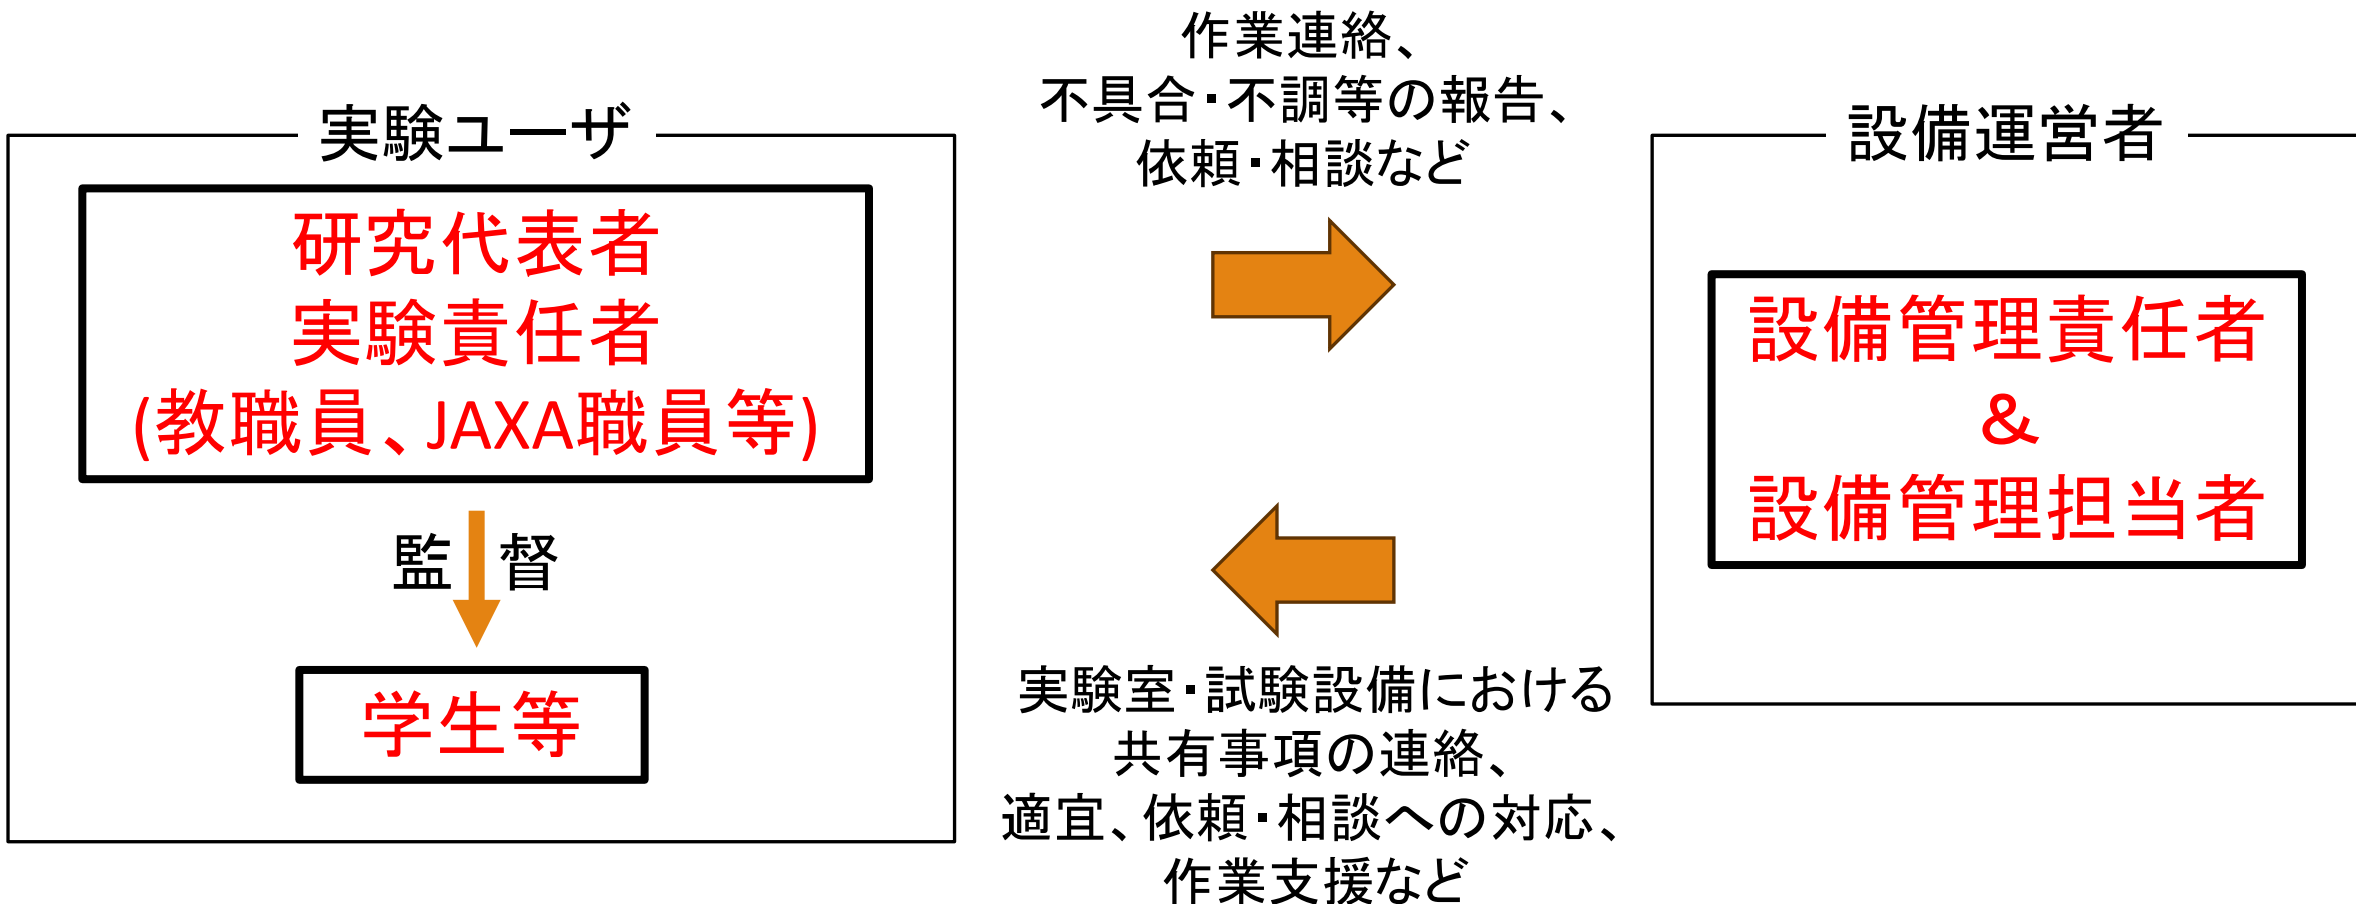 実験ユーザ
研究代表者
実験責任者
(教職員、JAXA職員等)
監督
学生等
作業連絡、
不具合・不調等の報告、
依頼・相談など
実験室・試験設備における
共有事項の連絡、
適宜、依頼・相談への対応、
作業支援など
設備運営者
設備管理責任者
&
設備管理担当者